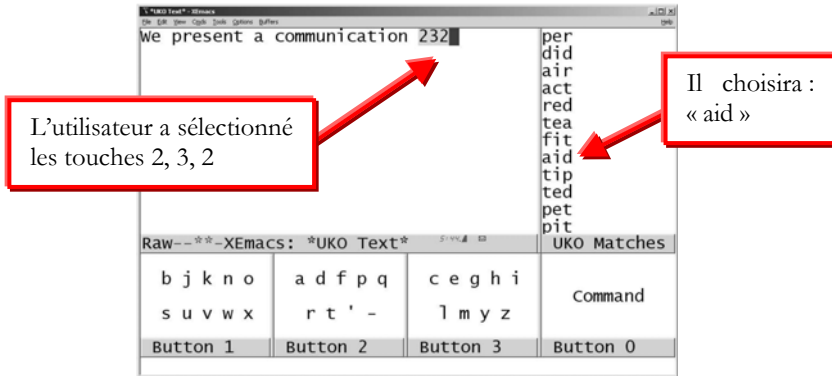 *UKO Text* - XEmacs
File Edit View Cmds Tools Options Buffers Help
We present a communication 232
per
did
air
act
red
tea
fit
aid
tip
ted
pet
pit
L'utilisateur a sélectionné
les touches 2, 3, 2
Il choisira :
« aid »
Raw--**-XEmacs: *UKO Text*
UKO Matches
b j k n o
s u v w x
a d f p q
r t ' -
c e g h i
l m y z
Command
Button 1
Button 2
Button 3
Button 0